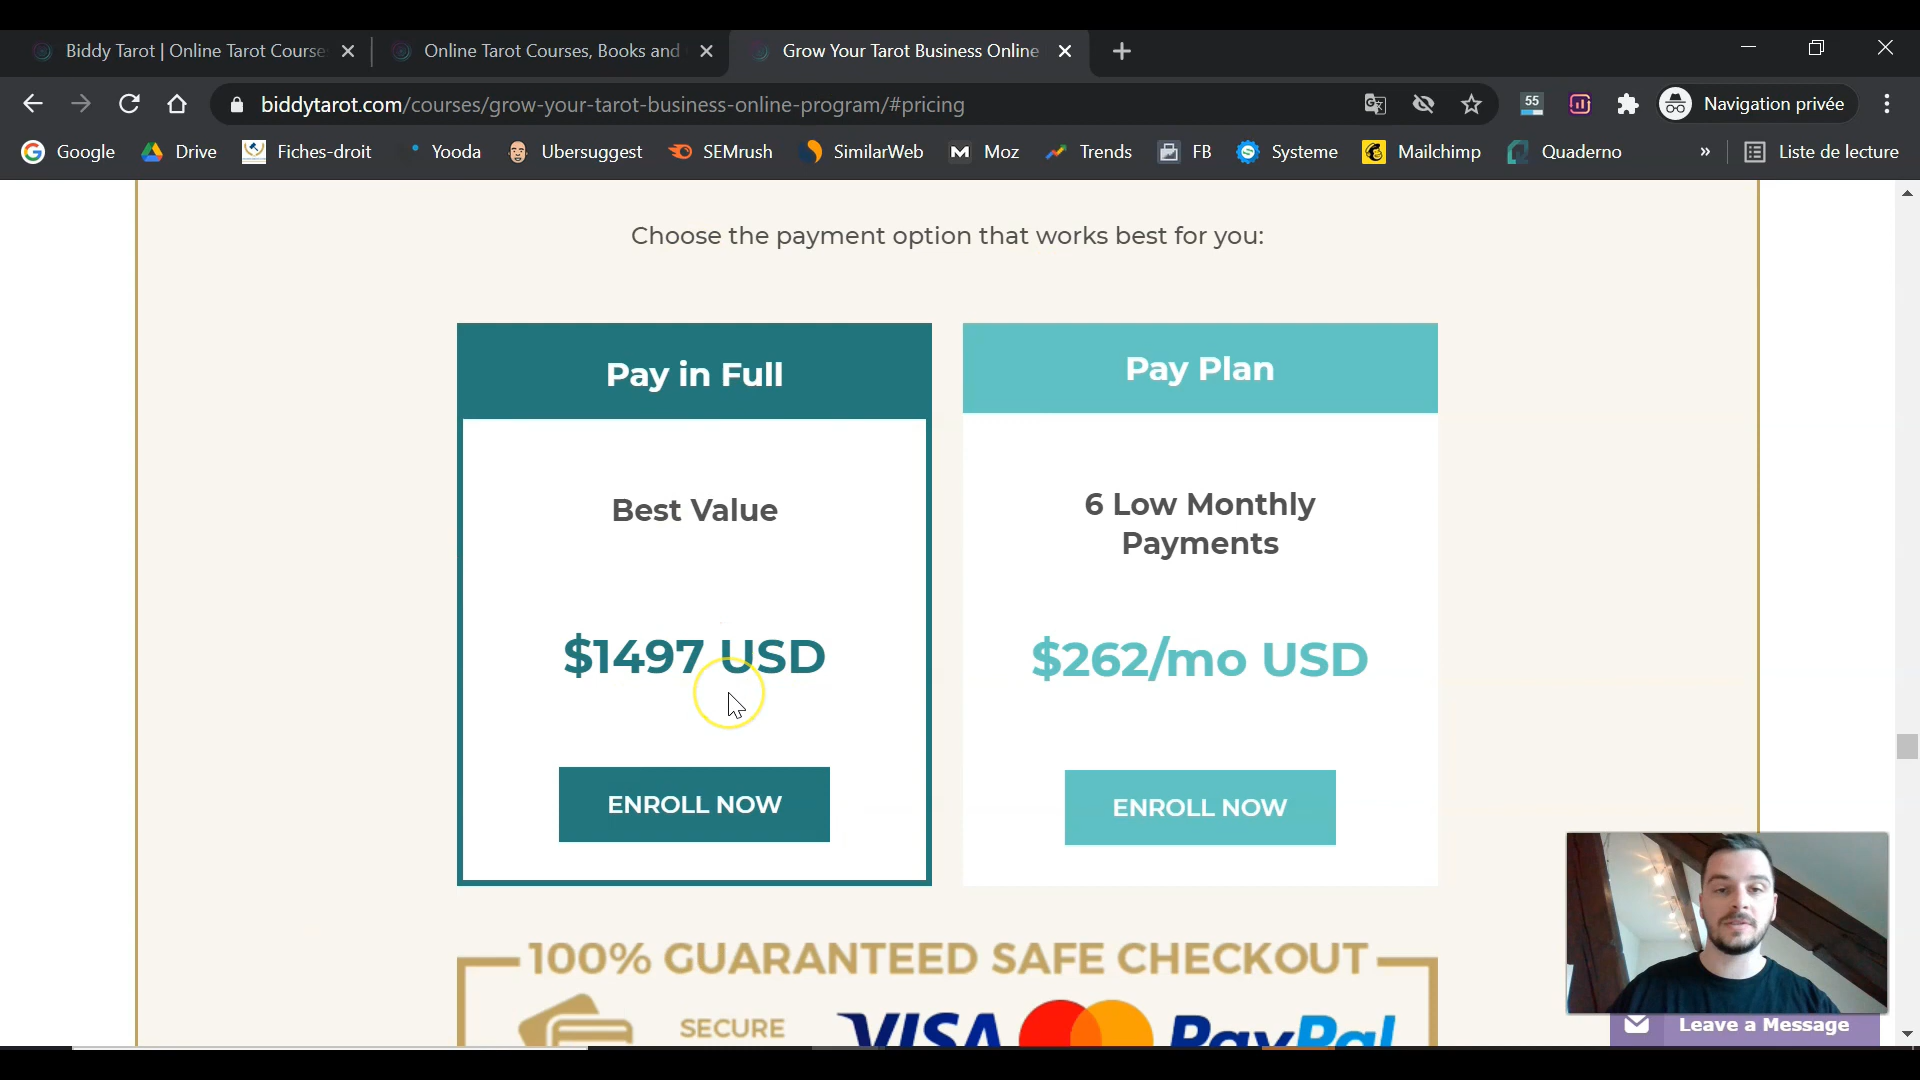 Biddy Tarot | Online Tarot Course
Online Tarot Courses, Books and
Grow Your Tarot Business Online
biddytarot.com/courses/grow-your-tarot-business-online-program/#pricing
55
Navigation privée
Google
Drive
Fiches-droit
Yooda
Ubersuggest
SEMrush
SimilarWeb
Moz
Trends
FB
Systeme
Mailchimp
Quaderno
»
Liste de lecture
Choose the payment option that works best for you:
Pay in Full
Best Value
$1497 USD
ENROLL NOW
Pay Plan
6 Low Monthly
Payments
$262/mo USD
ENROLL NOW
100% GUARANTEED SAFE CHECKOUT
SECURE
VISA
PayPal
Leave a Message